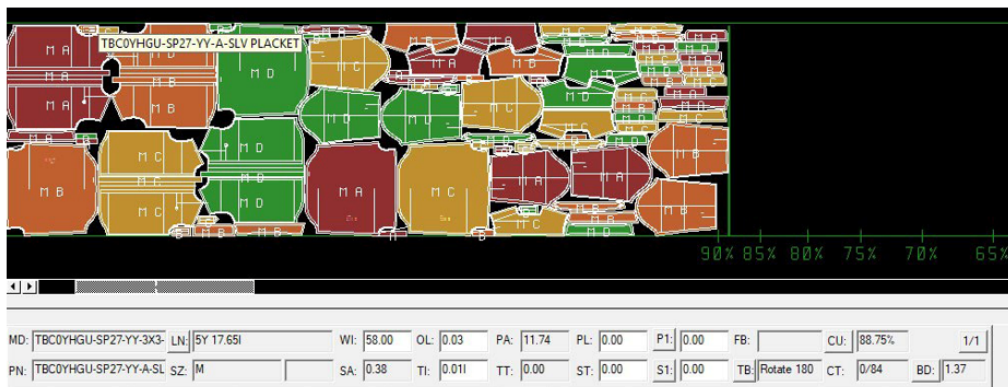 M A
TBC0YHGU-SP27-YY-A-SLV PLACKET
M B
M D
M C
M A
M B
M C
M D
M A
M A
M B
M D
M C
M D
M C
M D
M B
M C
M A
M A
M B
M C
M D
M A
M C
M B
M C
M B
M B
M C
M D
90% 85% 80% 75% 70% 65%
MD: TBC0YHGU-SP27-YY-3X3- LN: 5Y 17.65I WI: 58.00 OL: 0.03 PA: 11.74 PL: 0.00 P1: 0.00 FB: CU: 88.75% 1/1
PN: TBC0YHGU-SP27-YY-A-SL SZ: M SA: 0.38 TI: 0.01I TT: 0.00 ST: 0.00 S1: 0.00 TB: Rotate 180 CT: 0/84 BD: 1.37